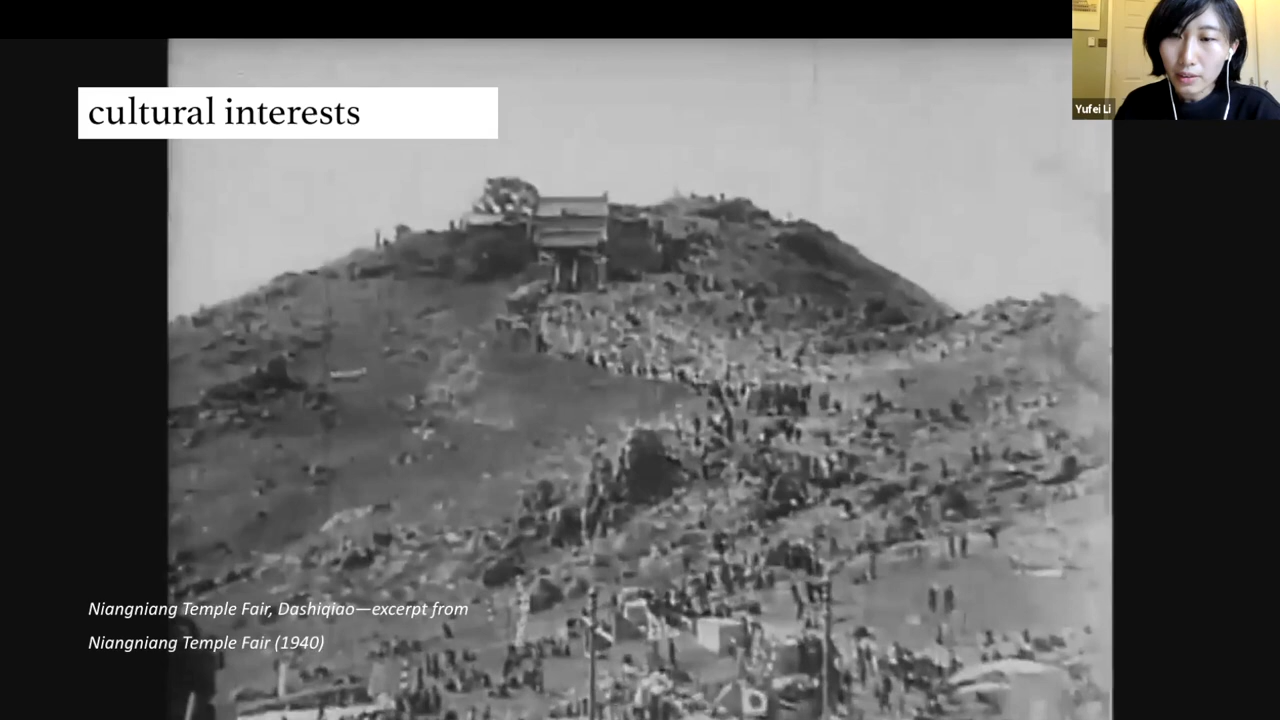 cultural interests
Yufei Li
Niangniang Temple Fair, Dashiqiao—excerpt from
Niangniang Temple Fair (1940)